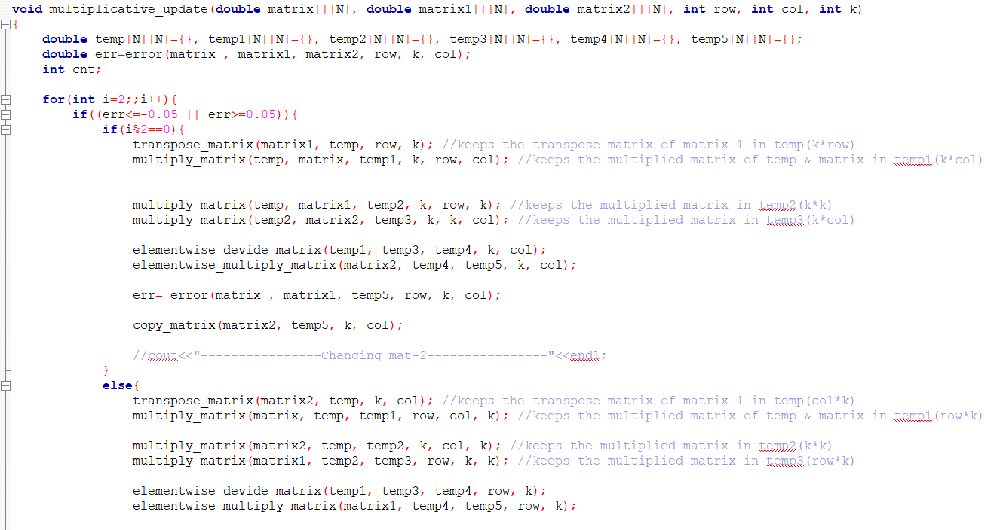 void multiplicative_update(double matrix[][N], double matrix1[][N], double matrix2[][N], int row, int col, int k)
{
    double temp[N][N]={}, temp1[N][N]={}, temp2[N][N]={}, temp3[N][N]={}, temp4[N][N]={}, temp5[N][N]={};
    double err=error(matrix , matrix1, matrix2, row, k, col);
    int cnt;
    for(int i=2;;i++){
        if((err<=-0.05 || err>=0.05)){
            if(i%2==0){
                transpose_matrix(matrix1, temp, row, k); //keeps the transpose matrix of matrix-1 in temp(k*row)
                multiply_matrix(temp, matrix, temp1, k, row, col); //keeps the multiplied matrix of temp & matrix in temp1(k*col)
                multiply_matrix(temp, matrix1, temp2, k, row, k); //keeps the multiplied matrix in temp2(k*k)
                multiply_matrix(temp2, matrix2, temp3, k, k, col); //keeps the multiplied matrix in temp3(k*col)
                elementwise_devide_matrix(temp1, temp3, temp4, k, col);
                elementwise_multiply_matrix(matrix2, temp4, temp5, k, col);
                err= error(matrix , matrix1, temp5, row, k, col);
                copy_matrix(matrix2, temp5, k, col);
                //cout<<"----------------Changing mat-2----------------"<<endl;
            }
            else{
                transpose_matrix(matrix2, temp, k, col); //keeps the transpose matrix of matrix-1 in temp(col*k)
                multiply_matrix(matrix, temp, temp1, row, col, k); //keeps the multiplied matrix of temp & matrix in temp1(row*k)
                multiply_matrix(matrix2, temp, temp2, k, col, k); //keeps the multiplied matrix in temp2(k*k)
                multiply_matrix(matrix1, temp2, temp3, row, k, k); //keeps the multiplied matrix in temp3(row*k)
                elementwise_devide_matrix(temp1, temp3, temp4, row, k);
                elementwise_multiply_matrix(matrix1, temp4, temp5, row, k);